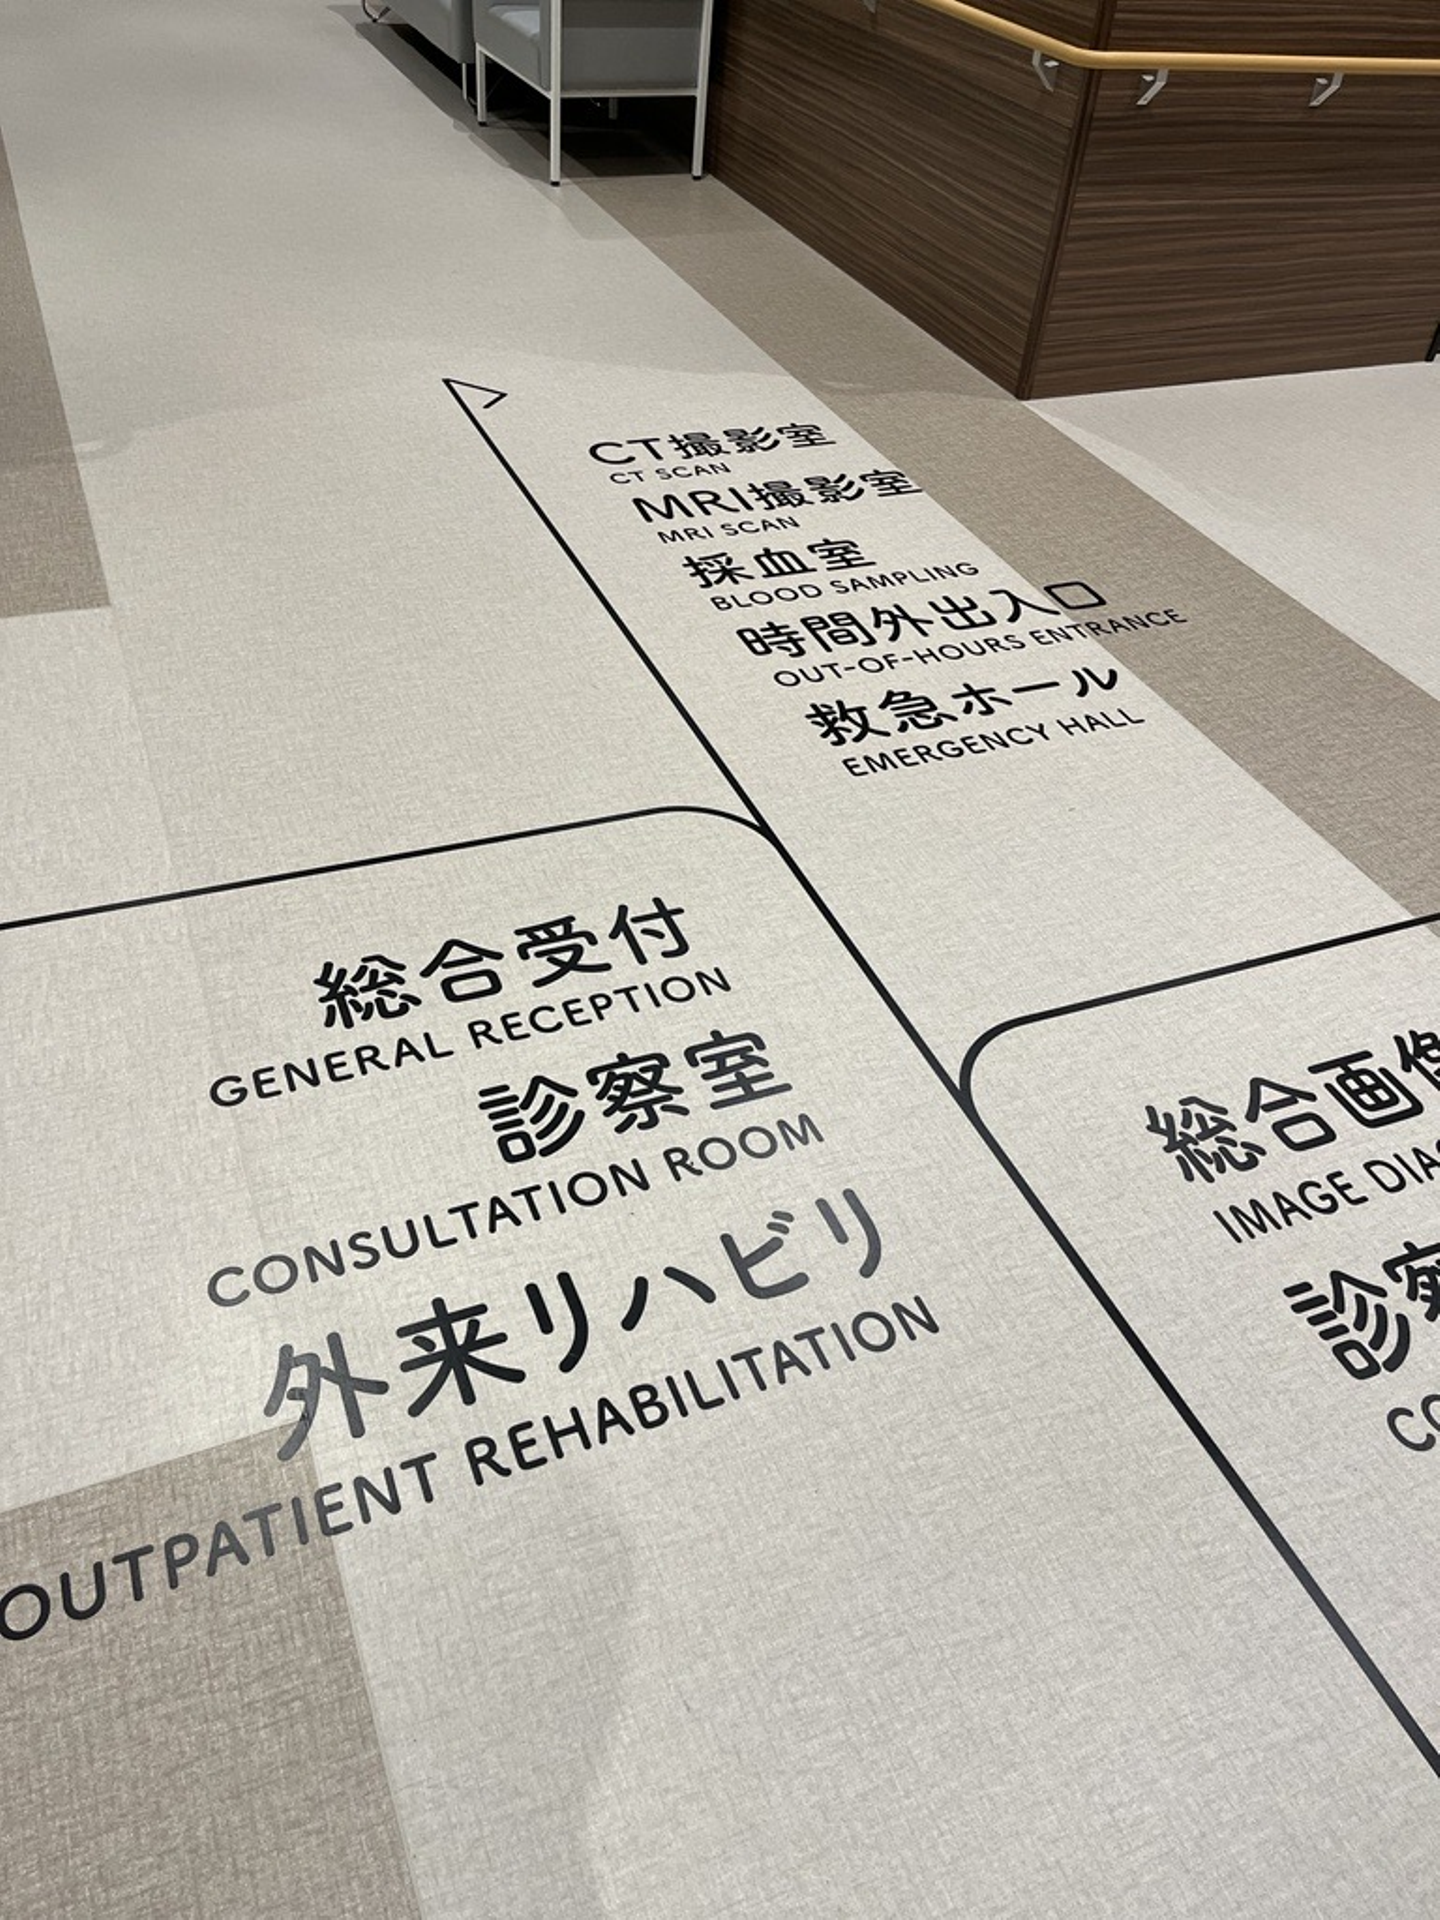 CT撮影室
CT SCAN
MRI撮影室
MRI SCAN
採血室
BLOOD SAMPLING
時間外出入口
OUT-OF-HOURS ENTRANCE
救急ホール
EMERGENCY HALL
総合受付
GENERAL RECEPTION
診察室
CONSULTATION ROOM
外来リハビリ
OUTPATIENT REHABILITATION
総合画像
IMAGE
診察